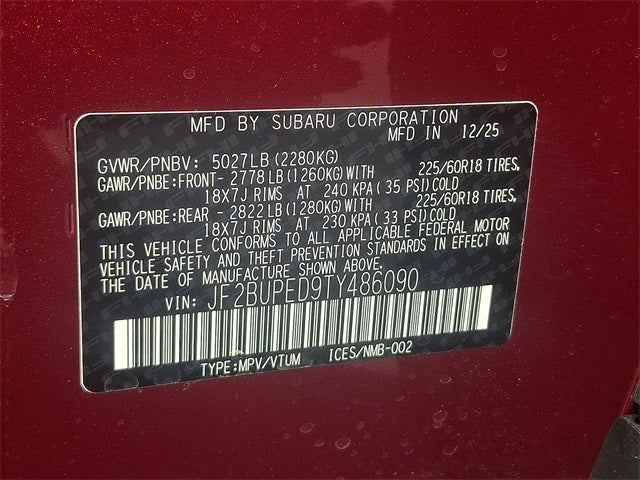 MFD BY SUBARU CORPORATION
MFD IN 12/25
GVWR/PNBV: 5027LB (2280KG)
GAWR/PNBE:FRONT- 2778 LB (1260KG) WITH 225/60R18 TIRES,
18X7J RIMS AT 240 KPA ( 35 PSI) COLD
GAWR/PNBE:REAR - 2822 LB (1280KG) WITH 225/60R18 TIRES,
18X7J RIMS AT 230 KPA ( 33 PSI) COLD
THIS VEHICLE CONFORMS TO ALL APPLICABLE FEDERAL MOTOR
VEHICLE SAFETY AND THEFT PREVENTION STANDARDS IN EFFECT ON
THE DATE OF MANUFACTURE SHOWN ABOVE.
VIN: JF2BUPED9TY486090
TYPE:MPV/VTUM ICES/NMB-002